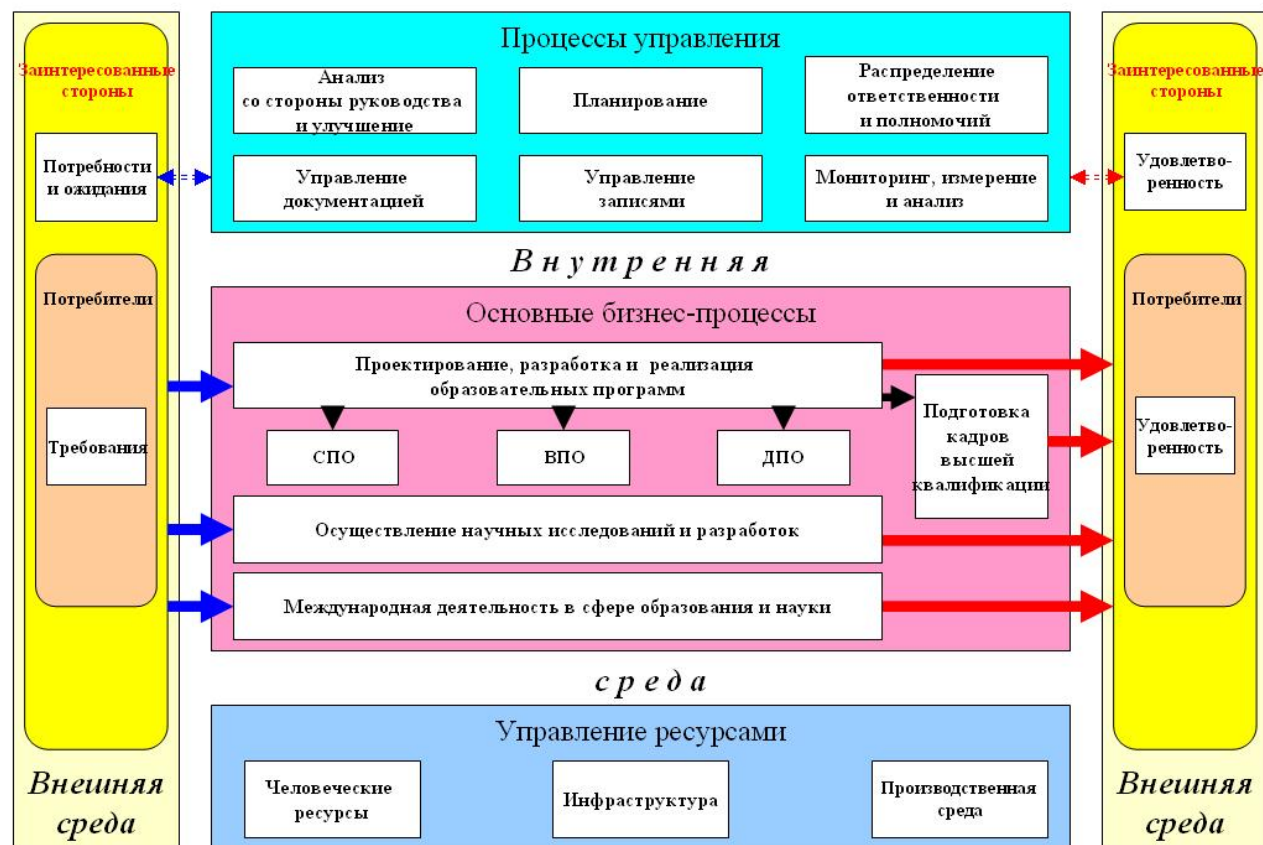 Заинтересованные
стороны
Потребности
и ожидания
Потребители
Требования
Внешняя
среда
Процессы управления
Анализ
со стороны руководства
и улучшение
Планирование
Распределение
ответственности
и полномочий
Управление
документацией
Управление
записями
Мониторинг, измерение
и анализ
Внутренняя
Основные бизнес-процессы
Проектирование, разработка и реализация
образовательных программ
СПО
ВПО
ДПО
Подготовка
кадров
высшей
квалификации
Осуществление научных исследований и разработок
Международная деятельность в сфере образования и науки
среда
Управление ресурсами
Человеческие
ресурсы
Инфраструктура
Производственная
среда
Заинтересованные
стороны
Удовлетво-
ренность
Потребители
Удовлетво-
ренность
Внешняя
среда